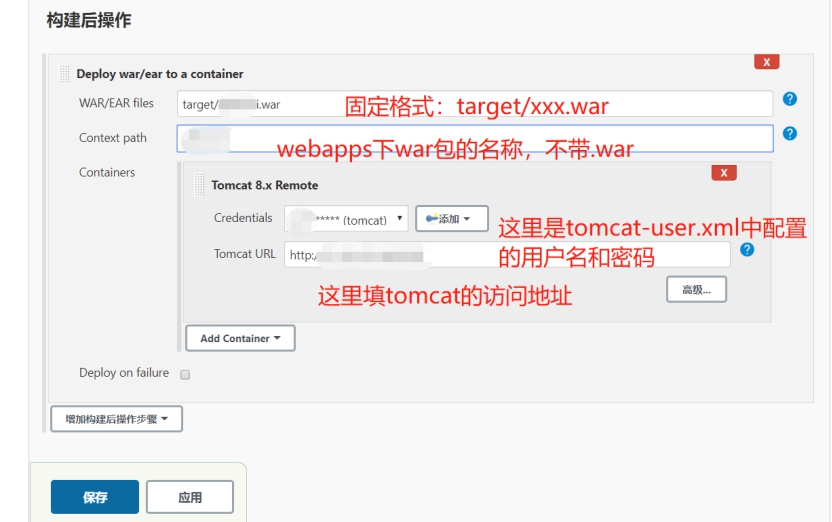 构建后操作
Deploy war/ear to a container
X
WAR/EAR files
target/ i.war
固定格式：target/xxx.war
?
Context path
webapps下war包的名称，不带.war
?
Containers
X
Tomcat 8.x Remote
Credentials
***** (tomcat)
添加
这里是tomcat-user.xml中配置
的用户名和密码
Tomcat URL
http:/
?
这里填tomcat的访问地址
高级...
Add Container
Deploy on failure
增加构建后操作步骤
保存
应用